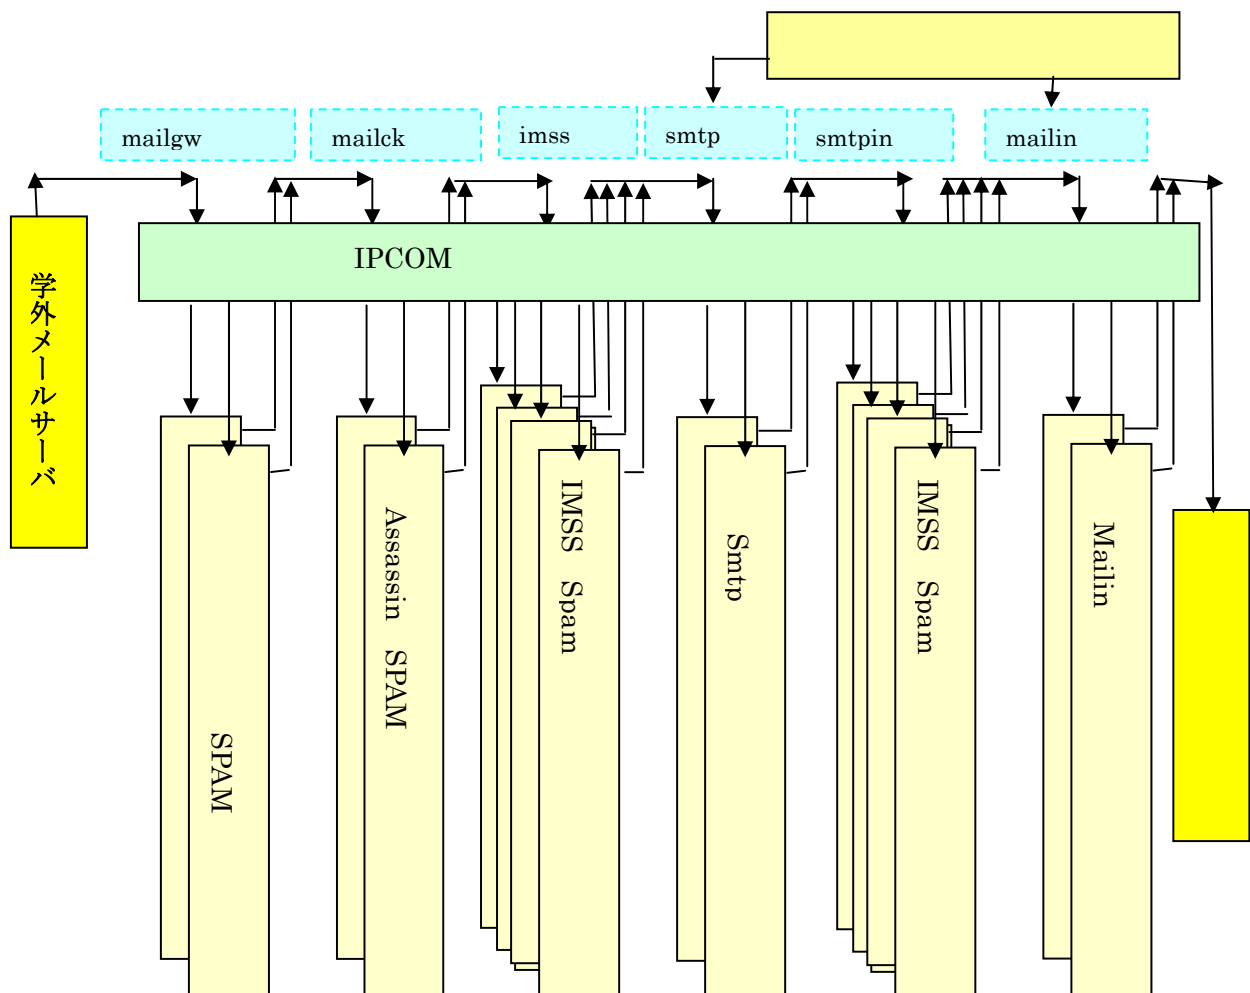 mailgw
mailck
imss
smtp
smtpin
mailin
IPCOM
学外メールサーバ
SPAM
Assassin SPAM
IMSS Spam
Smtp
IMSS Spam
Mailin